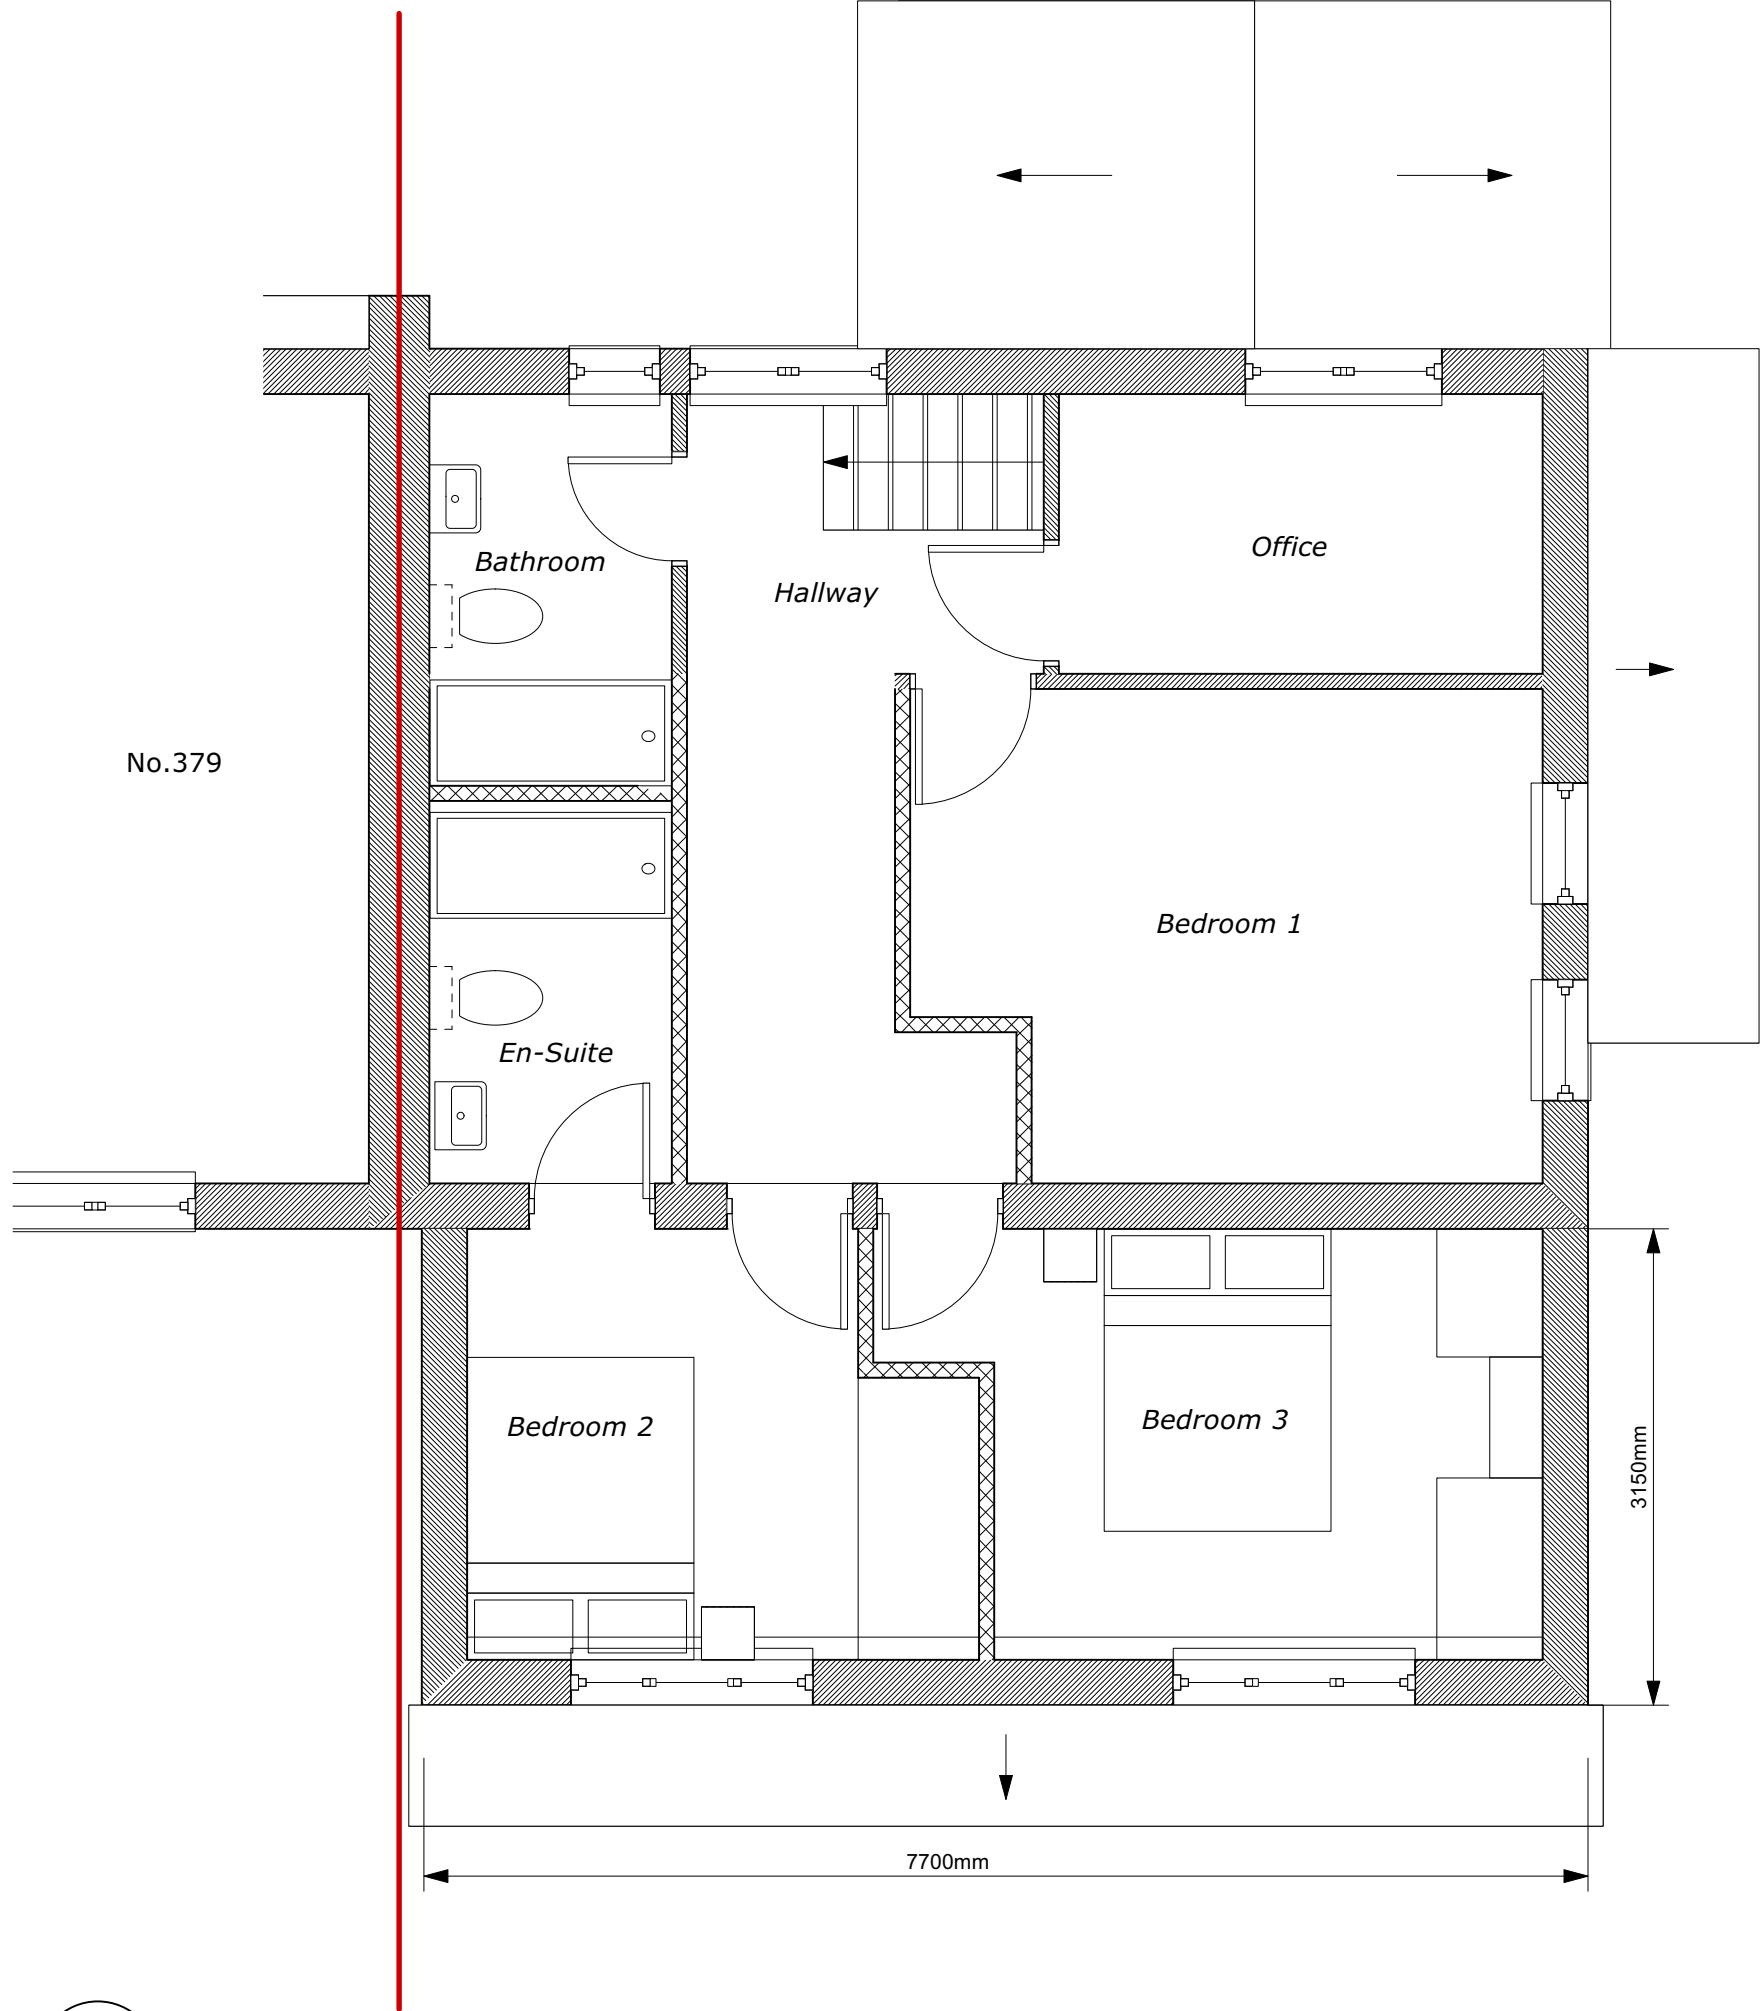 Office
Bathroom
Hallway
No.379
Bedroom 1
En-Suite
Bedroom 2
Bedroom 3
3150mm
7700mm